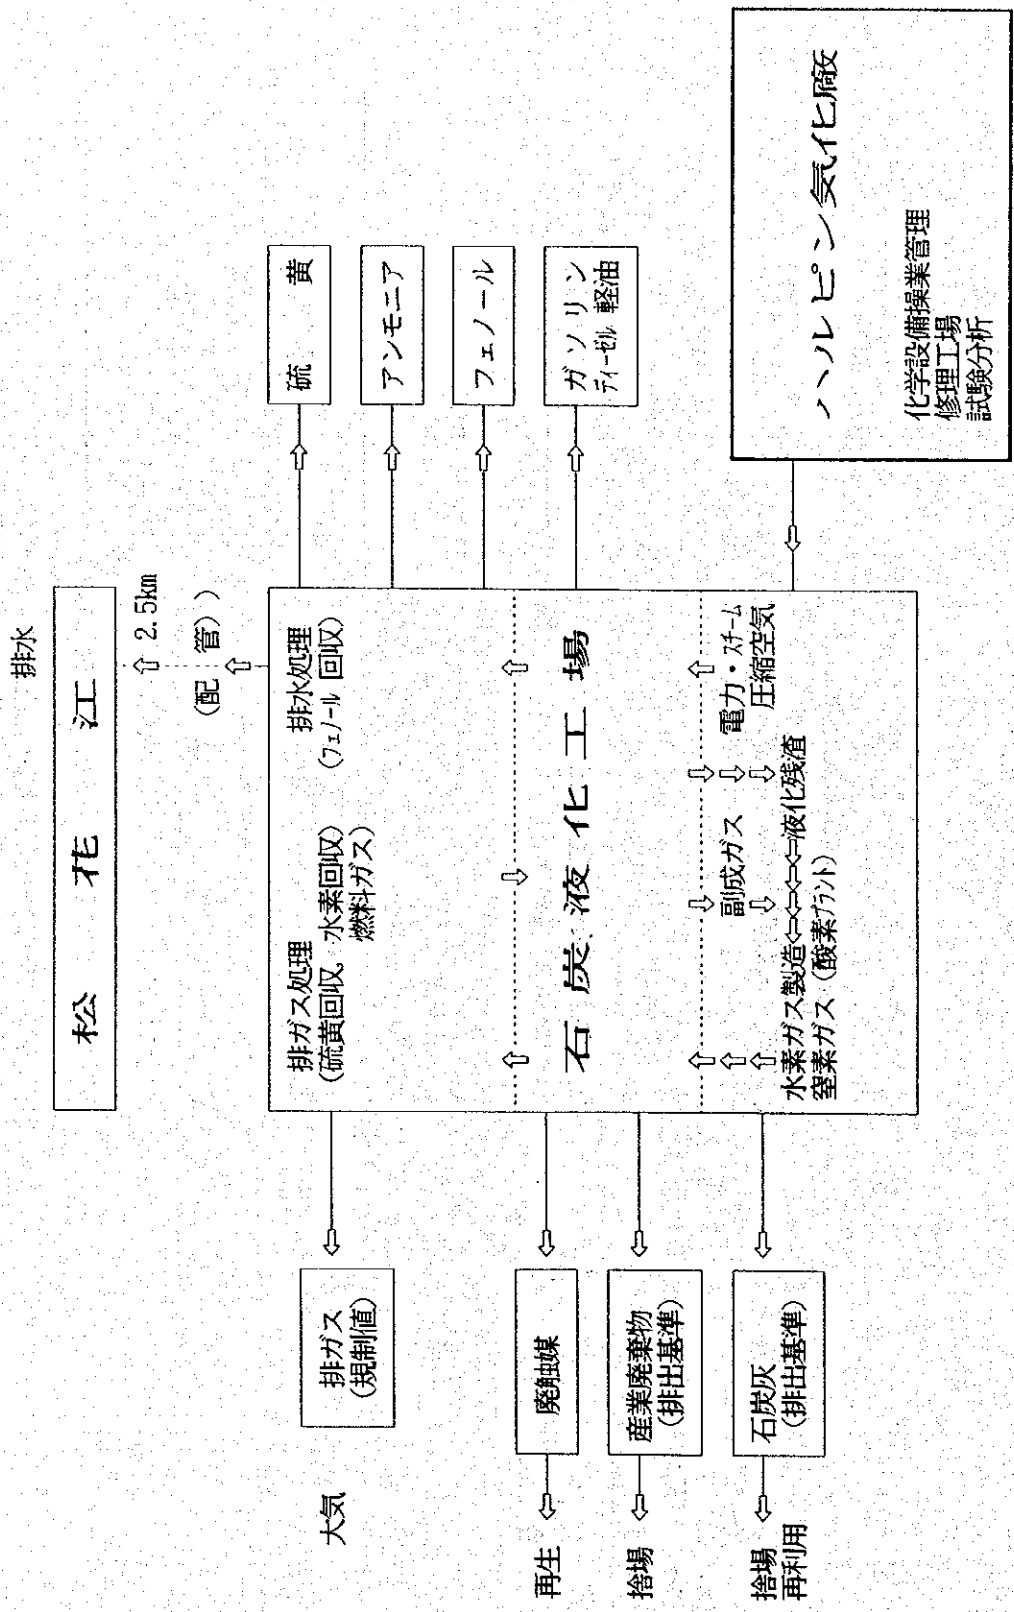 排水
松花江
2.5km
(配管))
硫黄
アンモニア
フェノール
ガソリン
ディーゼル 軽油
排ガス処理
(硫黄回収, 水素回収)
燃料ガス)
排水処理
(フェノール 回収)
石炭液化工場
副成ガス
電力・スチーム
圧縮空気
水素ガス製造
液化残渣
窒素ガス (酸素プラント)
ハルピン気化廠
化学設備操業管理
修理工場
試験分析
排ガス
(規制値)
大気
廃触媒
再生
産業廃棄物
(排出基準)
捨場
石炭灰
(排出基準)
捨場
再利用